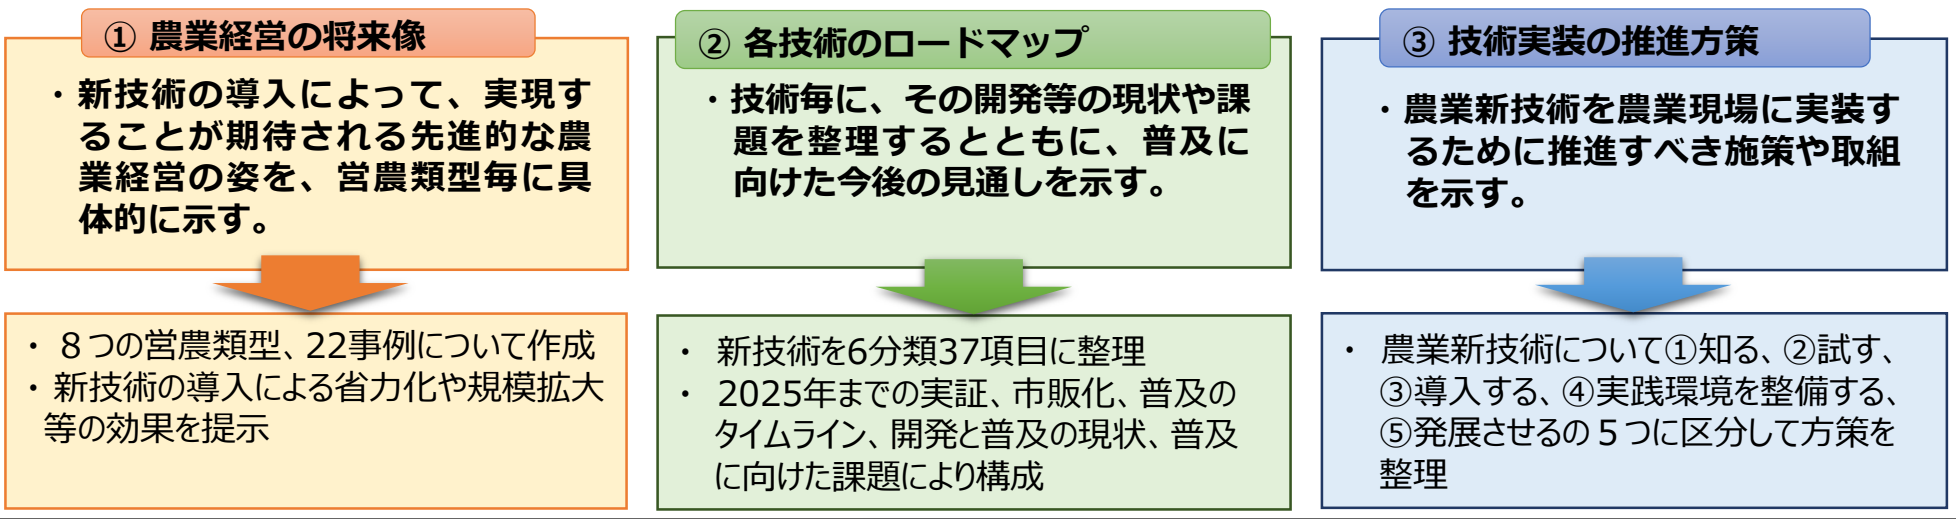 ① 農業経営の将来像
・新技術の導入によって、実現す
ることが期待される先進的な農
業経営の姿を、営農類型毎に具
体的に示す。
・ ８つの営農類型、22事例について作成
・新技術の導入による省力化や規模拡大
等の効果を提示
② 各技術のロードマップ
・技術毎に、その開発等の現状や課
題を整理するとともに、普及に
向けた今後の見通しを示す。
・ 新技術を6分類37項目に整理
・ 2025年までの実証、市販化、普及の
タイムライン、開発と普及の現状、普及
に向けた課題により構成
③ 技術実装の推進方策
・農業新技術を農業現場に実装す
るために推進すべき施策や取組
を示す。
・ 農業新技術について①知る、②試す、
③導入する、④実践環境を整備する、
⑤発展させるの５つに区分して方策を
整理